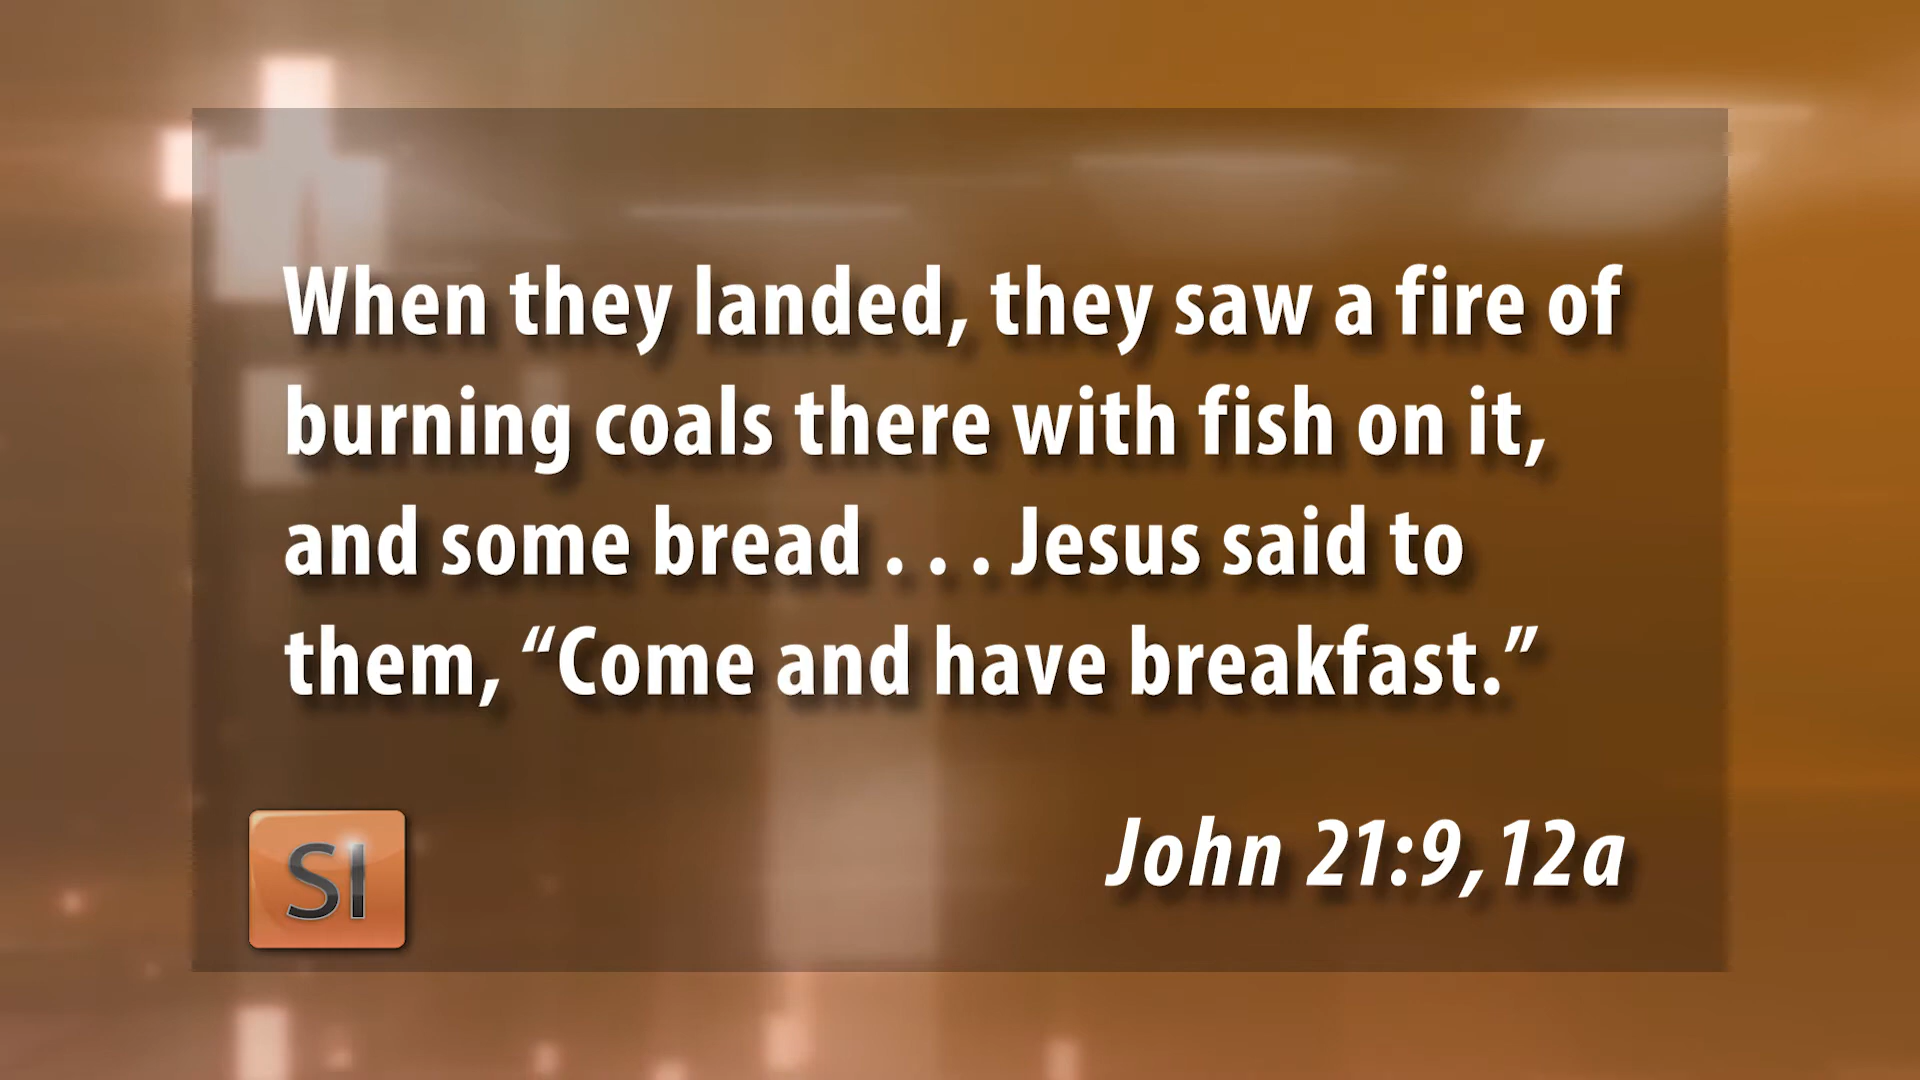 When they landed, they saw a fire of
burning coals there with fish on it,
and some bread . . . Jesus said to
them, “Come and have breakfast.”
John 21:9,12a
SI